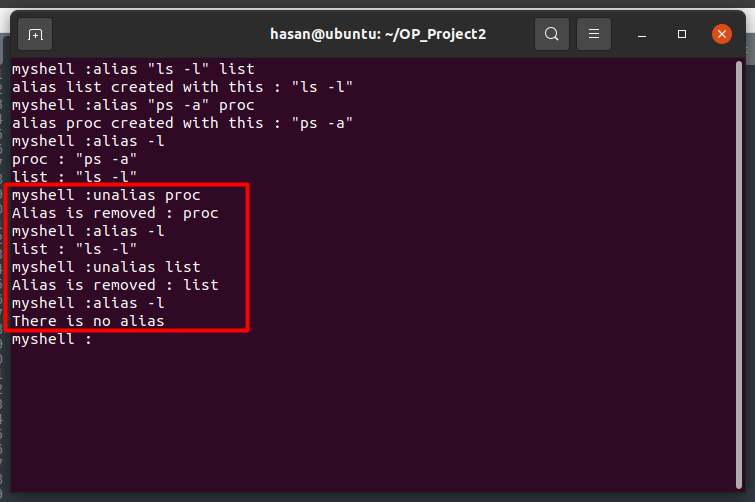 hasan@ubuntu: ~/OP_Project2
myshell :alias "ls -l" list
alias list created with this : "ls -l"
myshell :alias "ps -a" proc
alias proc created with this : "ps -a"
myshell :alias -l
proc : "ps -a"
list : "ls -l"
myshell :unalias proc
Alias is removed : proc
myshell :alias -l
list : "ls -l"
myshell :unalias list
Alias is removed : list
myshell :alias -l
There is no alias
myshell :